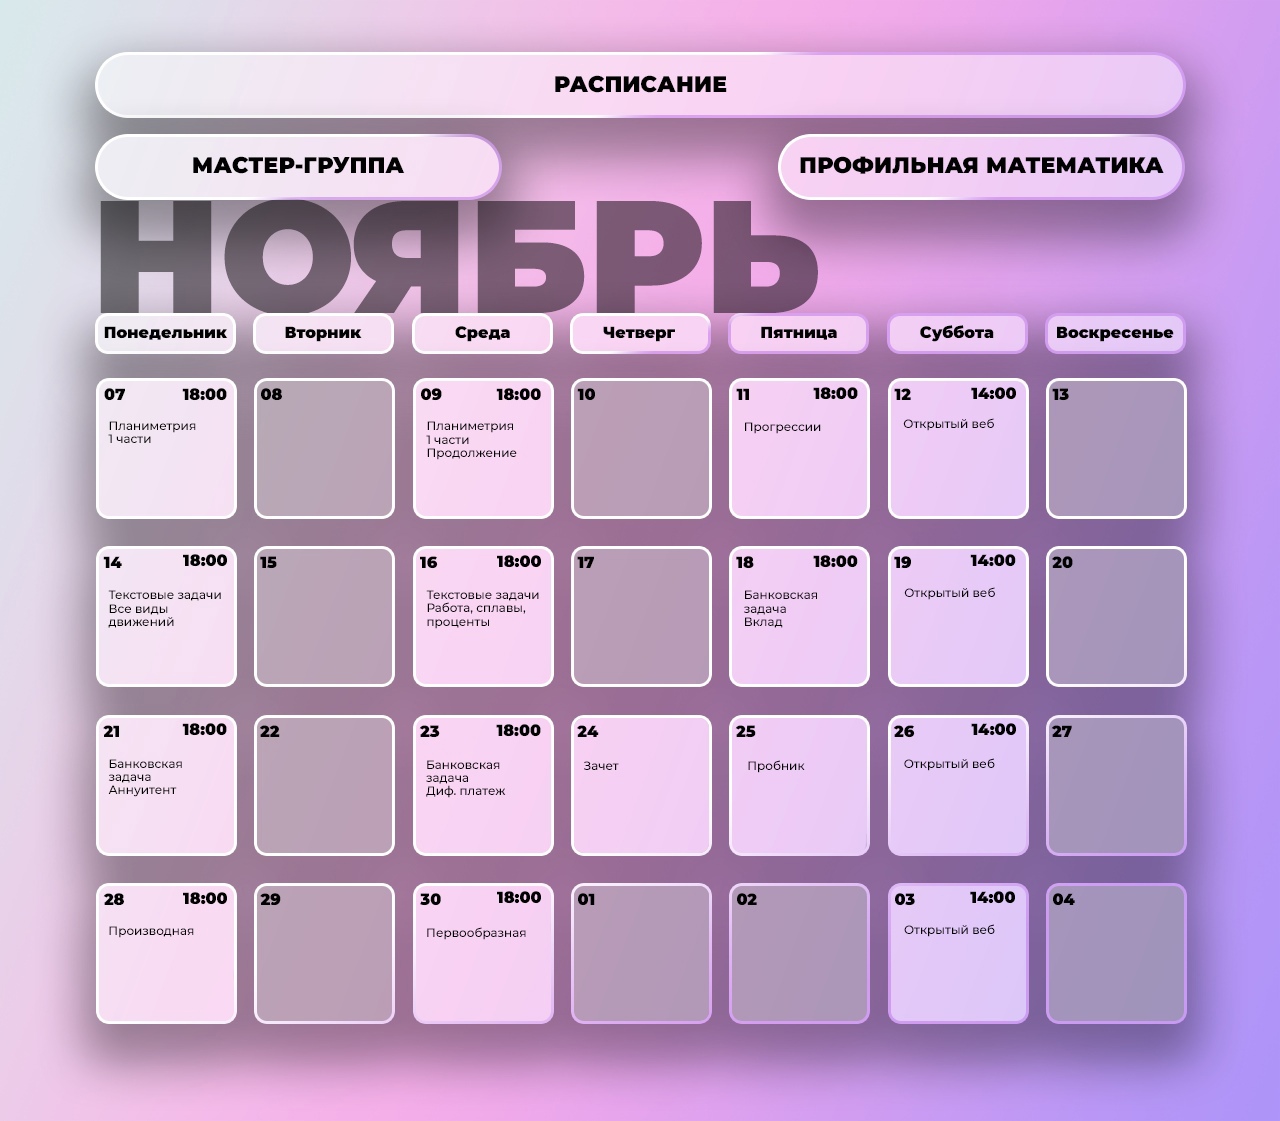 РАСПИСАНИЕ
МАСТЕР-ГРУППА
ПРОФИЛЬНАЯ МАТЕМАТИКА
НОЯБРЬ
Понедельник
Вторник
Среда
Четверг
Пятница
Суббота
Воскресенье
07 18:00
Планиметрия
1 части
08
09 18:00
Планиметрия
1 части
Продолжение
10
11 18:00
Прогрессии
12 14:00
Открытый веб
13
14 18:00
Текстовые задачи
Все виды
движений
15
16 18:00
Текстовые задачи
Работа, сплавы,
проценты
17
18 18:00
Банковская
задача
Вклад
19 14:00
Открытый веб
20
21 18:00
Банковская
задача
Аннуитент
22
23 18:00
Банковская
задача
Диф. платеж
24
Зачет
25
Пробник
26 14:00
Открытый веб
27
28 18:00
Производная
29
30 18:00
Первообразная
01
02
03 14:00
Открытый веб
04